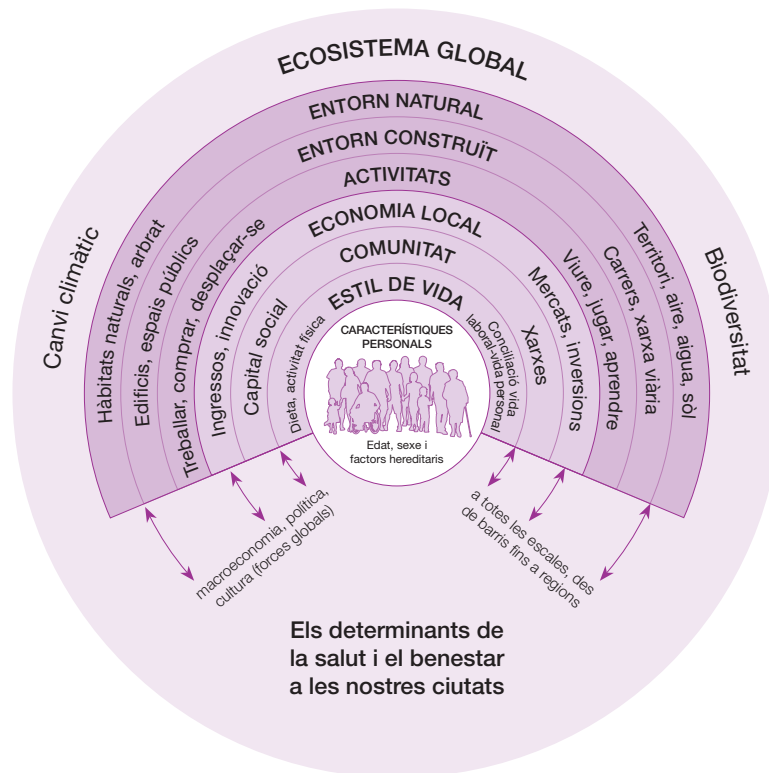 ECOSISTEMA GLOBAL
Canvi climàtic
Biodiversitat
ENTORN NATURAL
Hàbitats naturals, arbrat
Territori, aire, aigua, sòl
ENTORN CONSTRUÏT
Edificis, espais públics
Carrers, xarxa viària
ACTIVITATS
Treballar, comprar, desplaçar-se
Viure, jugar, aprendre
ECONOMIA LOCAL
Ingressos, innovació
Mercats, inversions
COMUNITAT
Capital social
Xarxes
ESTIL DE VIDA
Dieta, activitat física
Conciliació vida
laboral-vida personal
CARACTERÍSTIQUES
PERSONALS
Edat, sexe i
factors hereditaris
macroeconomia, política,
cultura (forces globals)
a totes les escales, des
de barris fins a regions
Els determinants de
la salut i el benestar
a les nostres ciutats